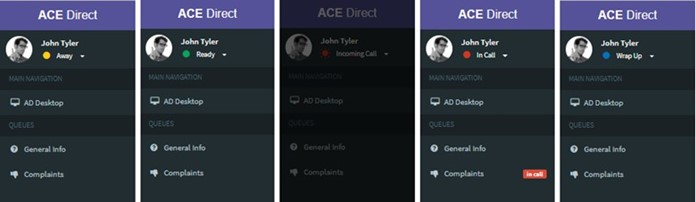 ACE Direct
John Tyler
Away
MAIN NAVIGATION
AD Desktop
QUEUES
General Info
Complaints
ACE Direct
John Tyler
Ready
MAIN NAVIGATION
AD Desktop
QUEUES
General Info
Complaints
ACE Direct
John Tyler
Incoming Call
MAIN NAVIGATION
AD Desktop
QUEUES
General Info
Complaints
ACE Direct
John Tyler
In Call
MAIN NAVIGATION
AD Desktop
QUEUES
General Info
Complaints in call
ACE Direct
John Tyler
Wrap Up
MAIN NAVIGATION
AD Desktop
QUEUES
General Info
Complaints